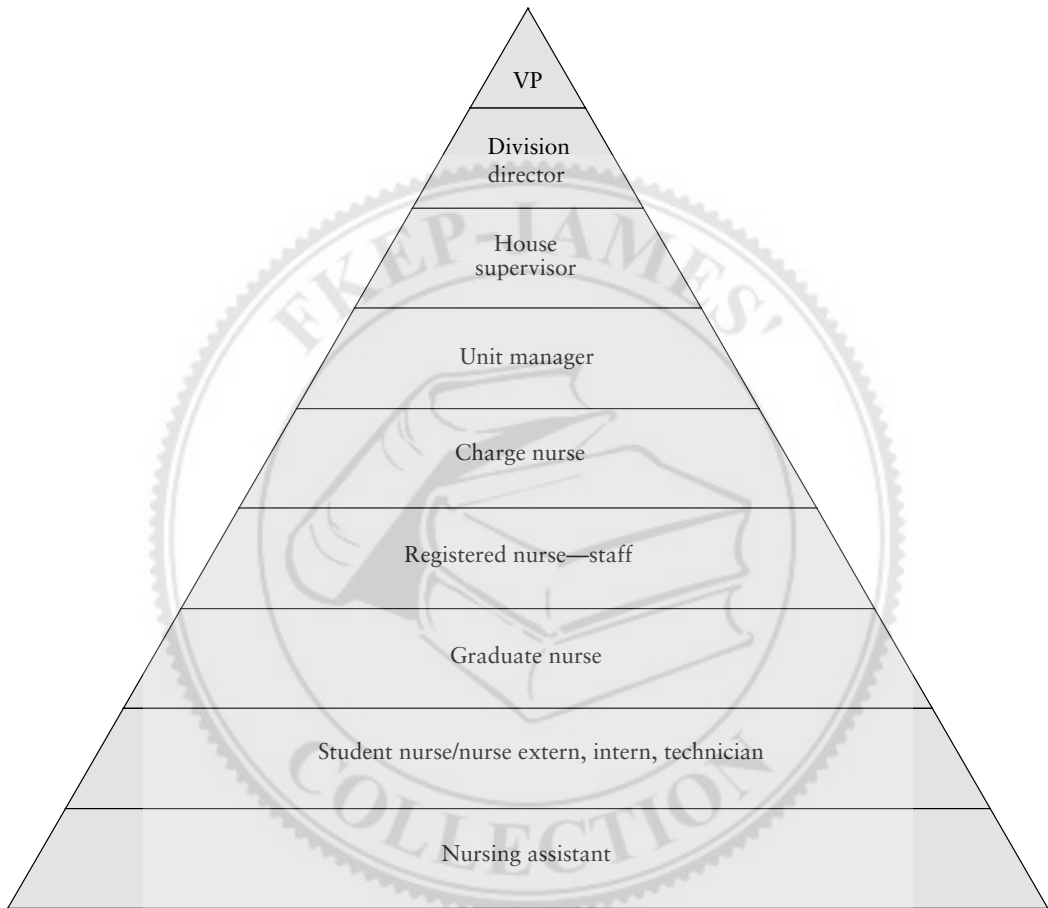 VP
Division
director
House
supervisor
Unit manager
Charge nurse
Registered nurse—staff
Graduate nurse
Student nurse/nurse extern, intern, technician
Nursing assistant
FKEP-JAMES'
COLLECTION